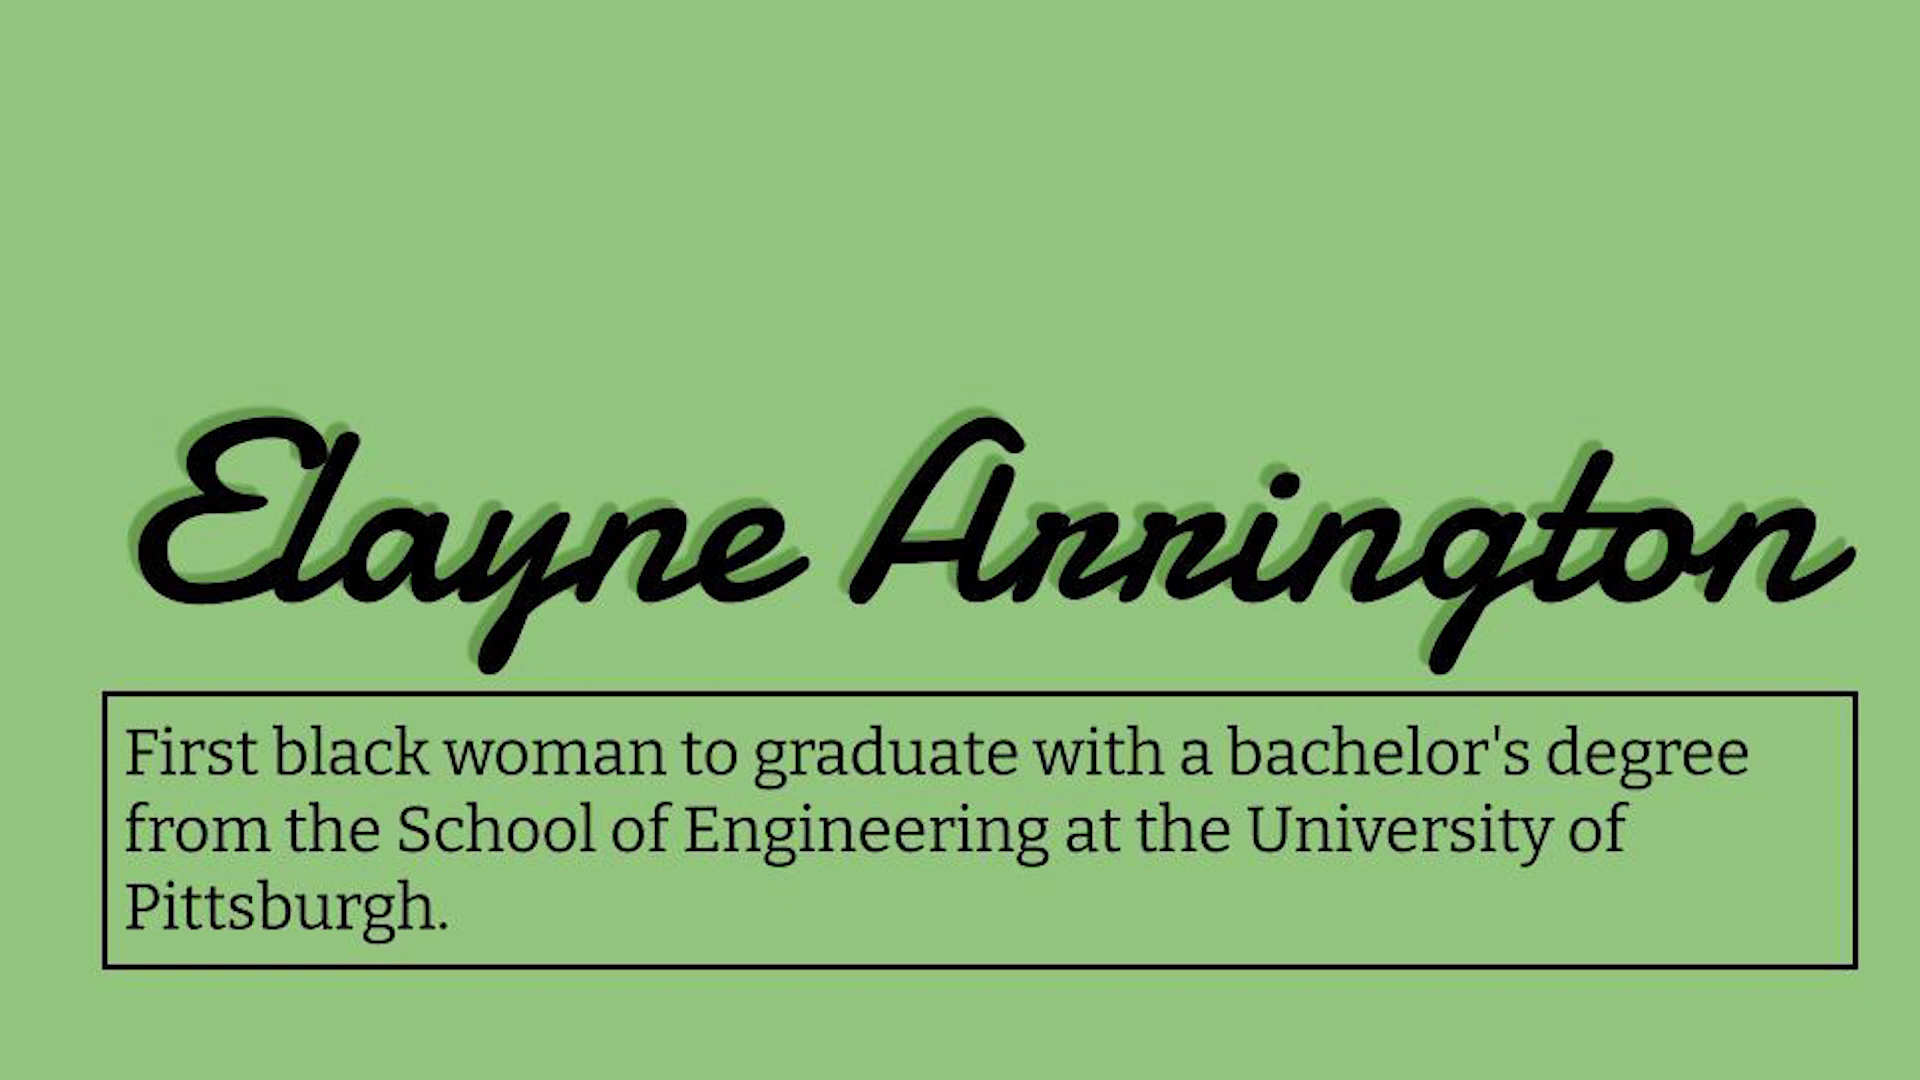 Elayne Arrington
First black woman to graduate with a bachelor's degree
from the School of Engineering at the University of
Pittsburgh.